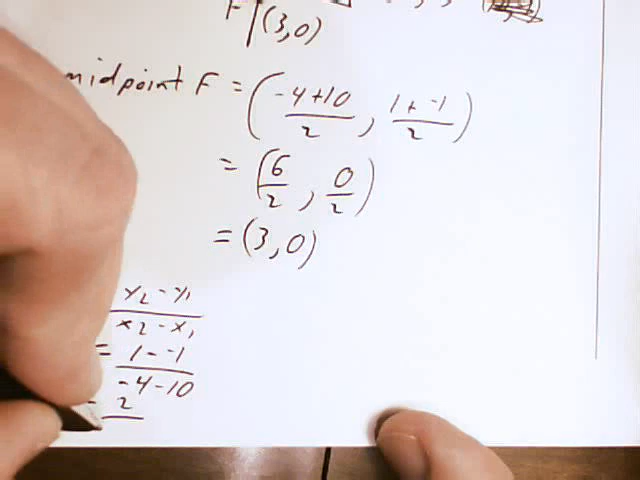 F (3,0)
midpoint F = (-4+10/2, 1+-1/2)
= (6/2, 0/2)
= (3,0)
y2 - y1
x2 - x1
= 1--1
-4-10
= 2